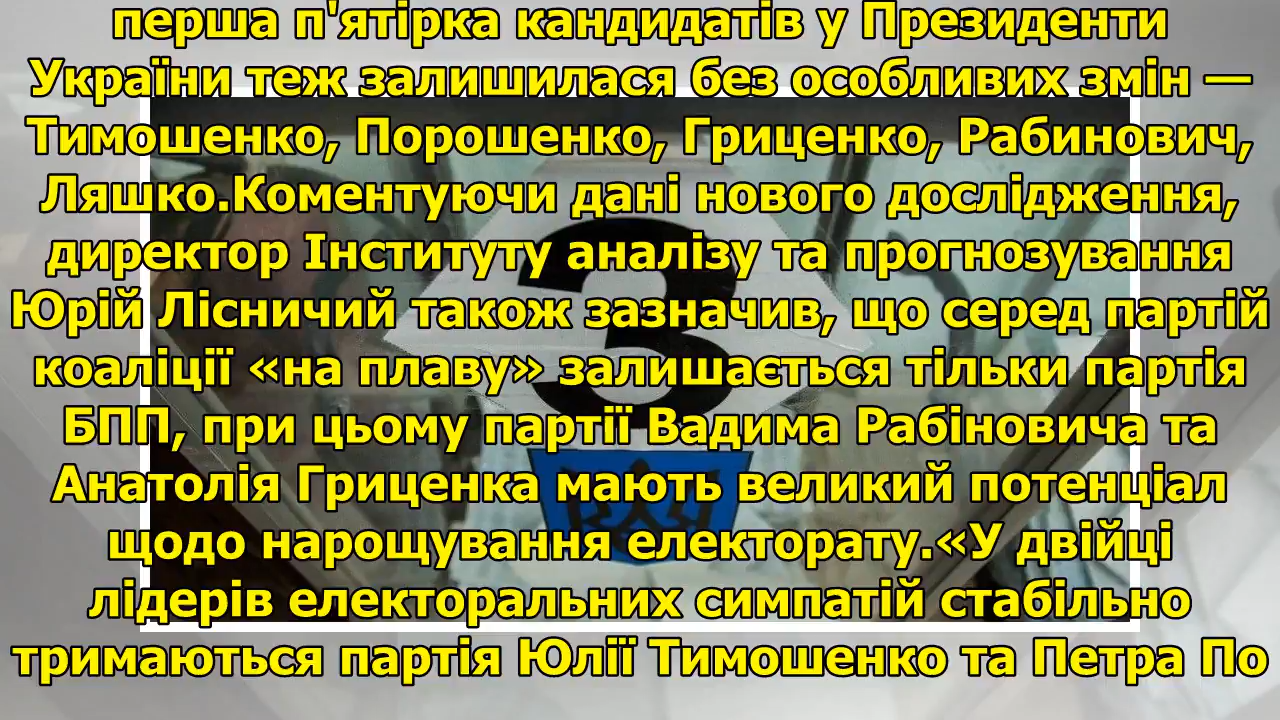 перша п'ятірка кандидатів у Президенти
України теж залишилася без особливих змін —
Тимошенко, Порошенко, Гриценко, Рабинович,
Ляшко.Коментуючи дані нового дослідження,
директор Інституту аналізу та прогнозування
Юрій Лісничий також зазначив, що серед партій
коаліції «на плаву» залишається тільки партія
БПП, при цьому партії Вадима Рабіновича та
Анатолія Гриценка мають великий потенціал
щодо нарощування електорату.«У двійці
лідерів електоральних симпатій стабільно
тримаються партія Юлії Тимошенко та Петра По